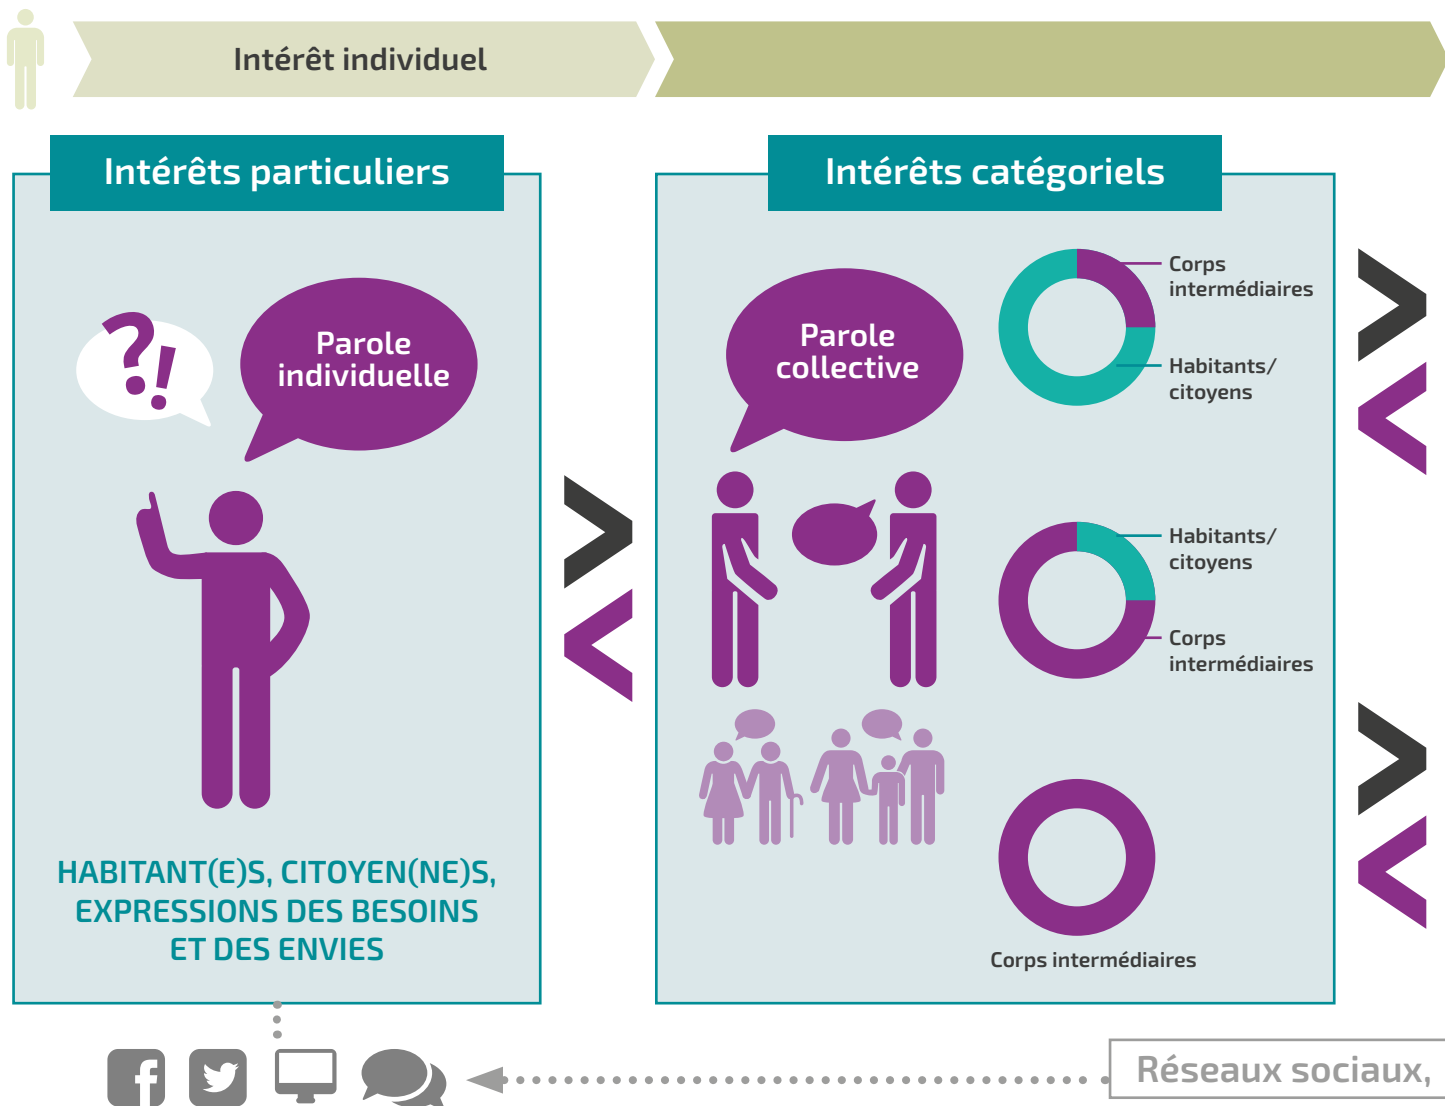 Intérêt individuel
Intérêts particuliers
?!
Parole
individuelle
HABITANT(E)S, CITOYEN(NE)S,
EXPRESSIONS DES BESOINS
ET DES ENVIES
Intérêts catégoriels
Parole
collective
Corps
intermédiaires
Habitants/
citoyens
Habitants/
citoyens
Corps
intermédiaires
Corps intermédiaires
Réseaux sociaux,